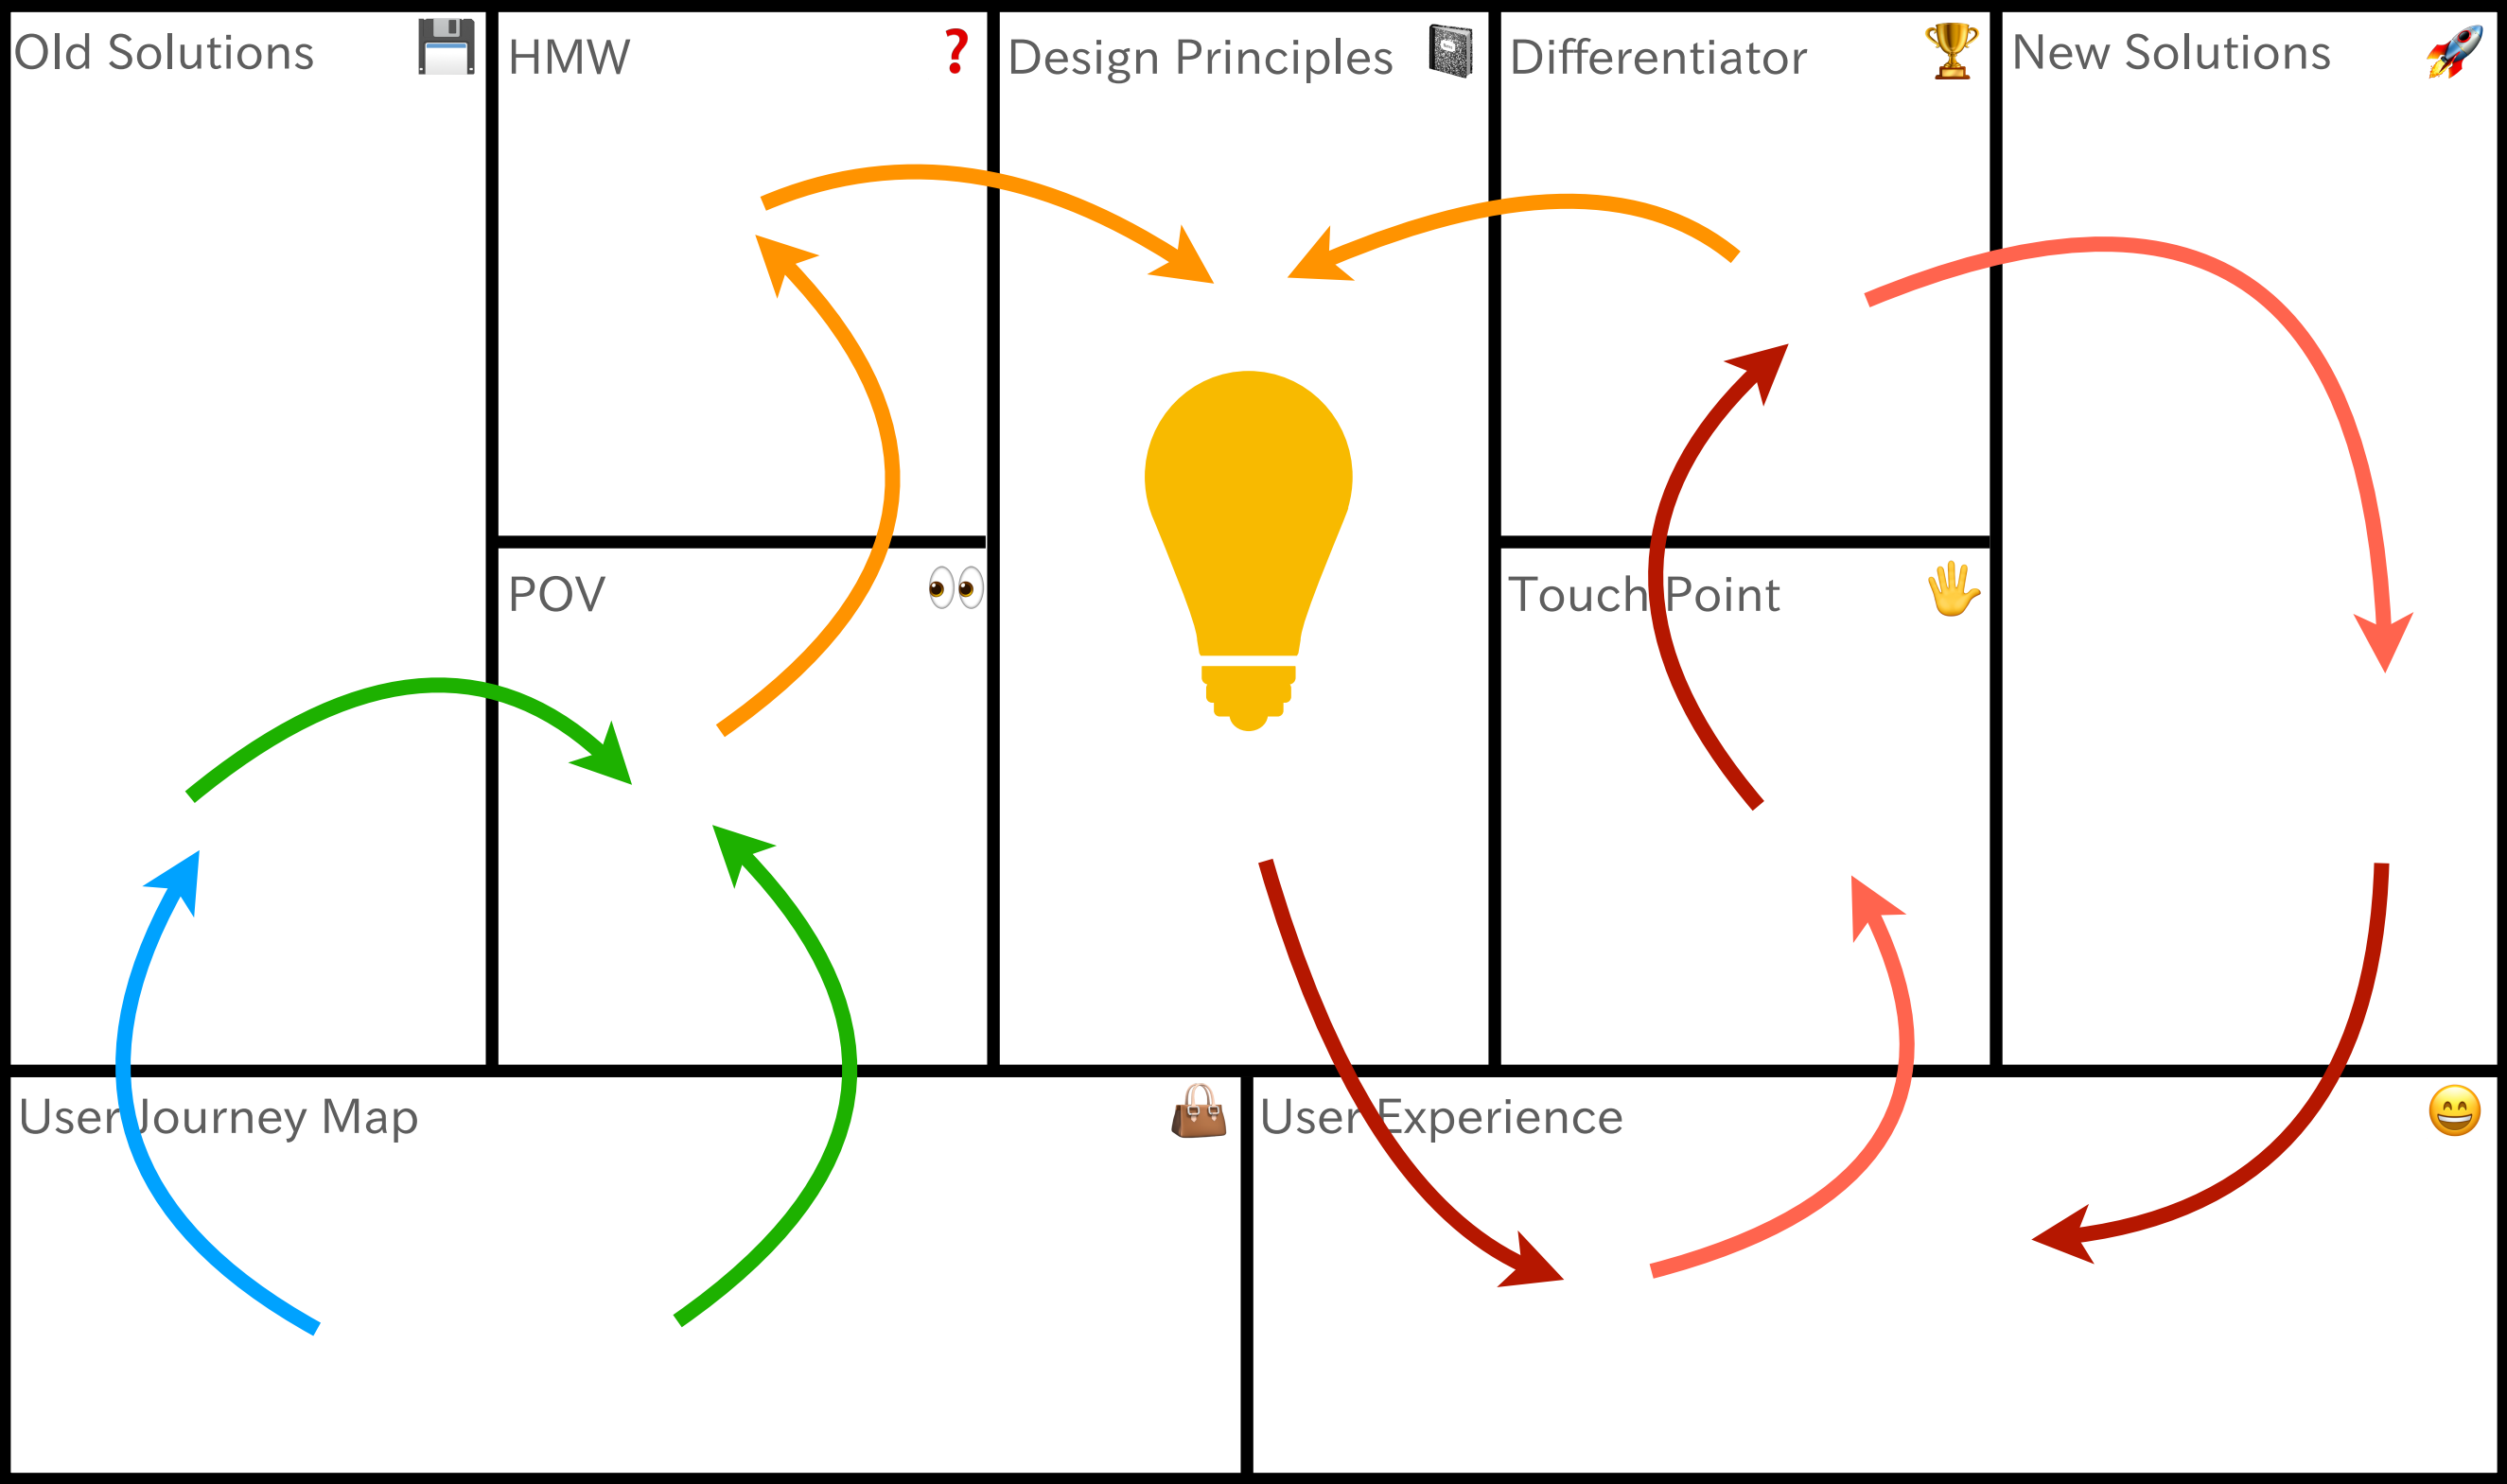 Old Solutions
HMW
Design Principles
Differentiator
New Solutions
POV
Touch Point
User Journey Map
User Experience